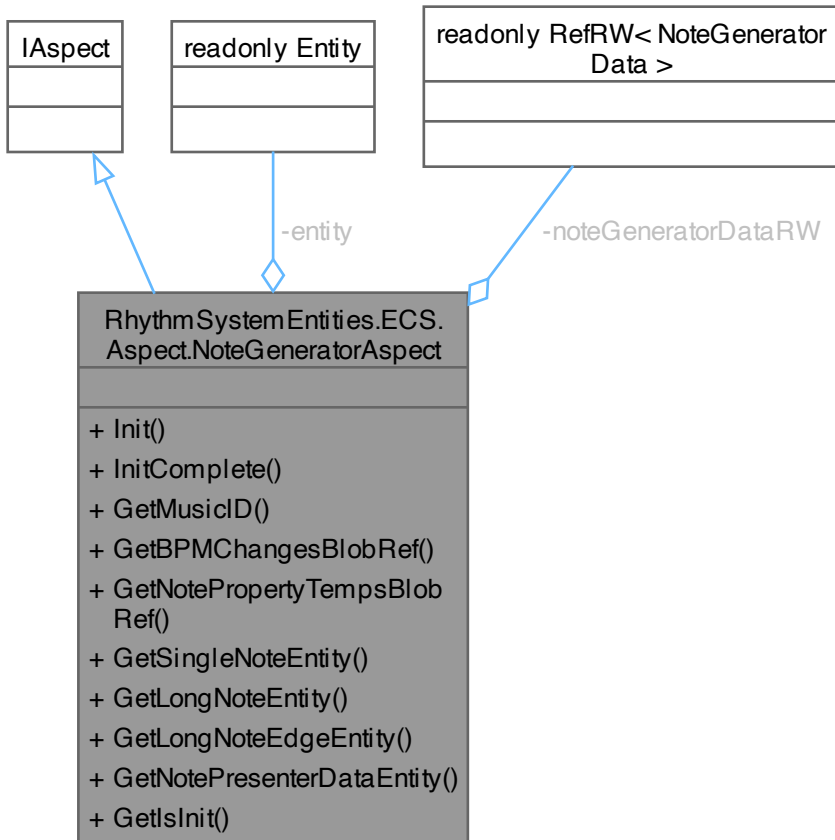 IAspect
readonly Entity
readonly RefRW< NoteGenerator
Data >
-entity
-noteGeneratorDataRW
RhythmSystemEntities.ECS.
Aspect.NoteGeneratorAspect
+ Init()
+ InitComplete()
+ GetMusicID()
+ GetBPMChangesBlobRef()
+ GetNotePropertyTempsBlob
Ref()
+ GetSingleNoteEntity()
+ GetLongNoteEntity()
+ GetLongNoteEdgeEntity()
+ GetNotePresenterDataEntity()
+ GetIsInit()